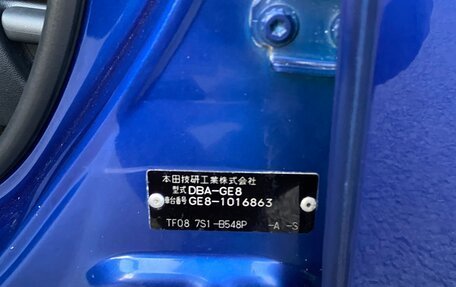 本田技研工業株式会社
型式 DBA-GE8
車台番号 GE8-1016863
TF08 7S1-B548P -A -S